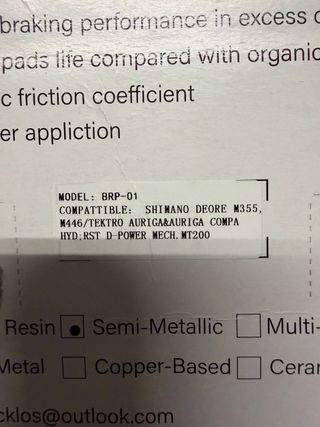 braking performance in excess
pads life compared with organic
c friction coefficient
er appliction
MODEL: BRP-01
COMPATTIBLE: SHIMANO DEORE M355,
M446/TEKTRO AURIGA&AURIGA COMPA
HYD;RST D-POWER MECH.MT200
Resin Semi-Metallic Multi-
Metal Copper-Based Cerar
cklos@outlook.com